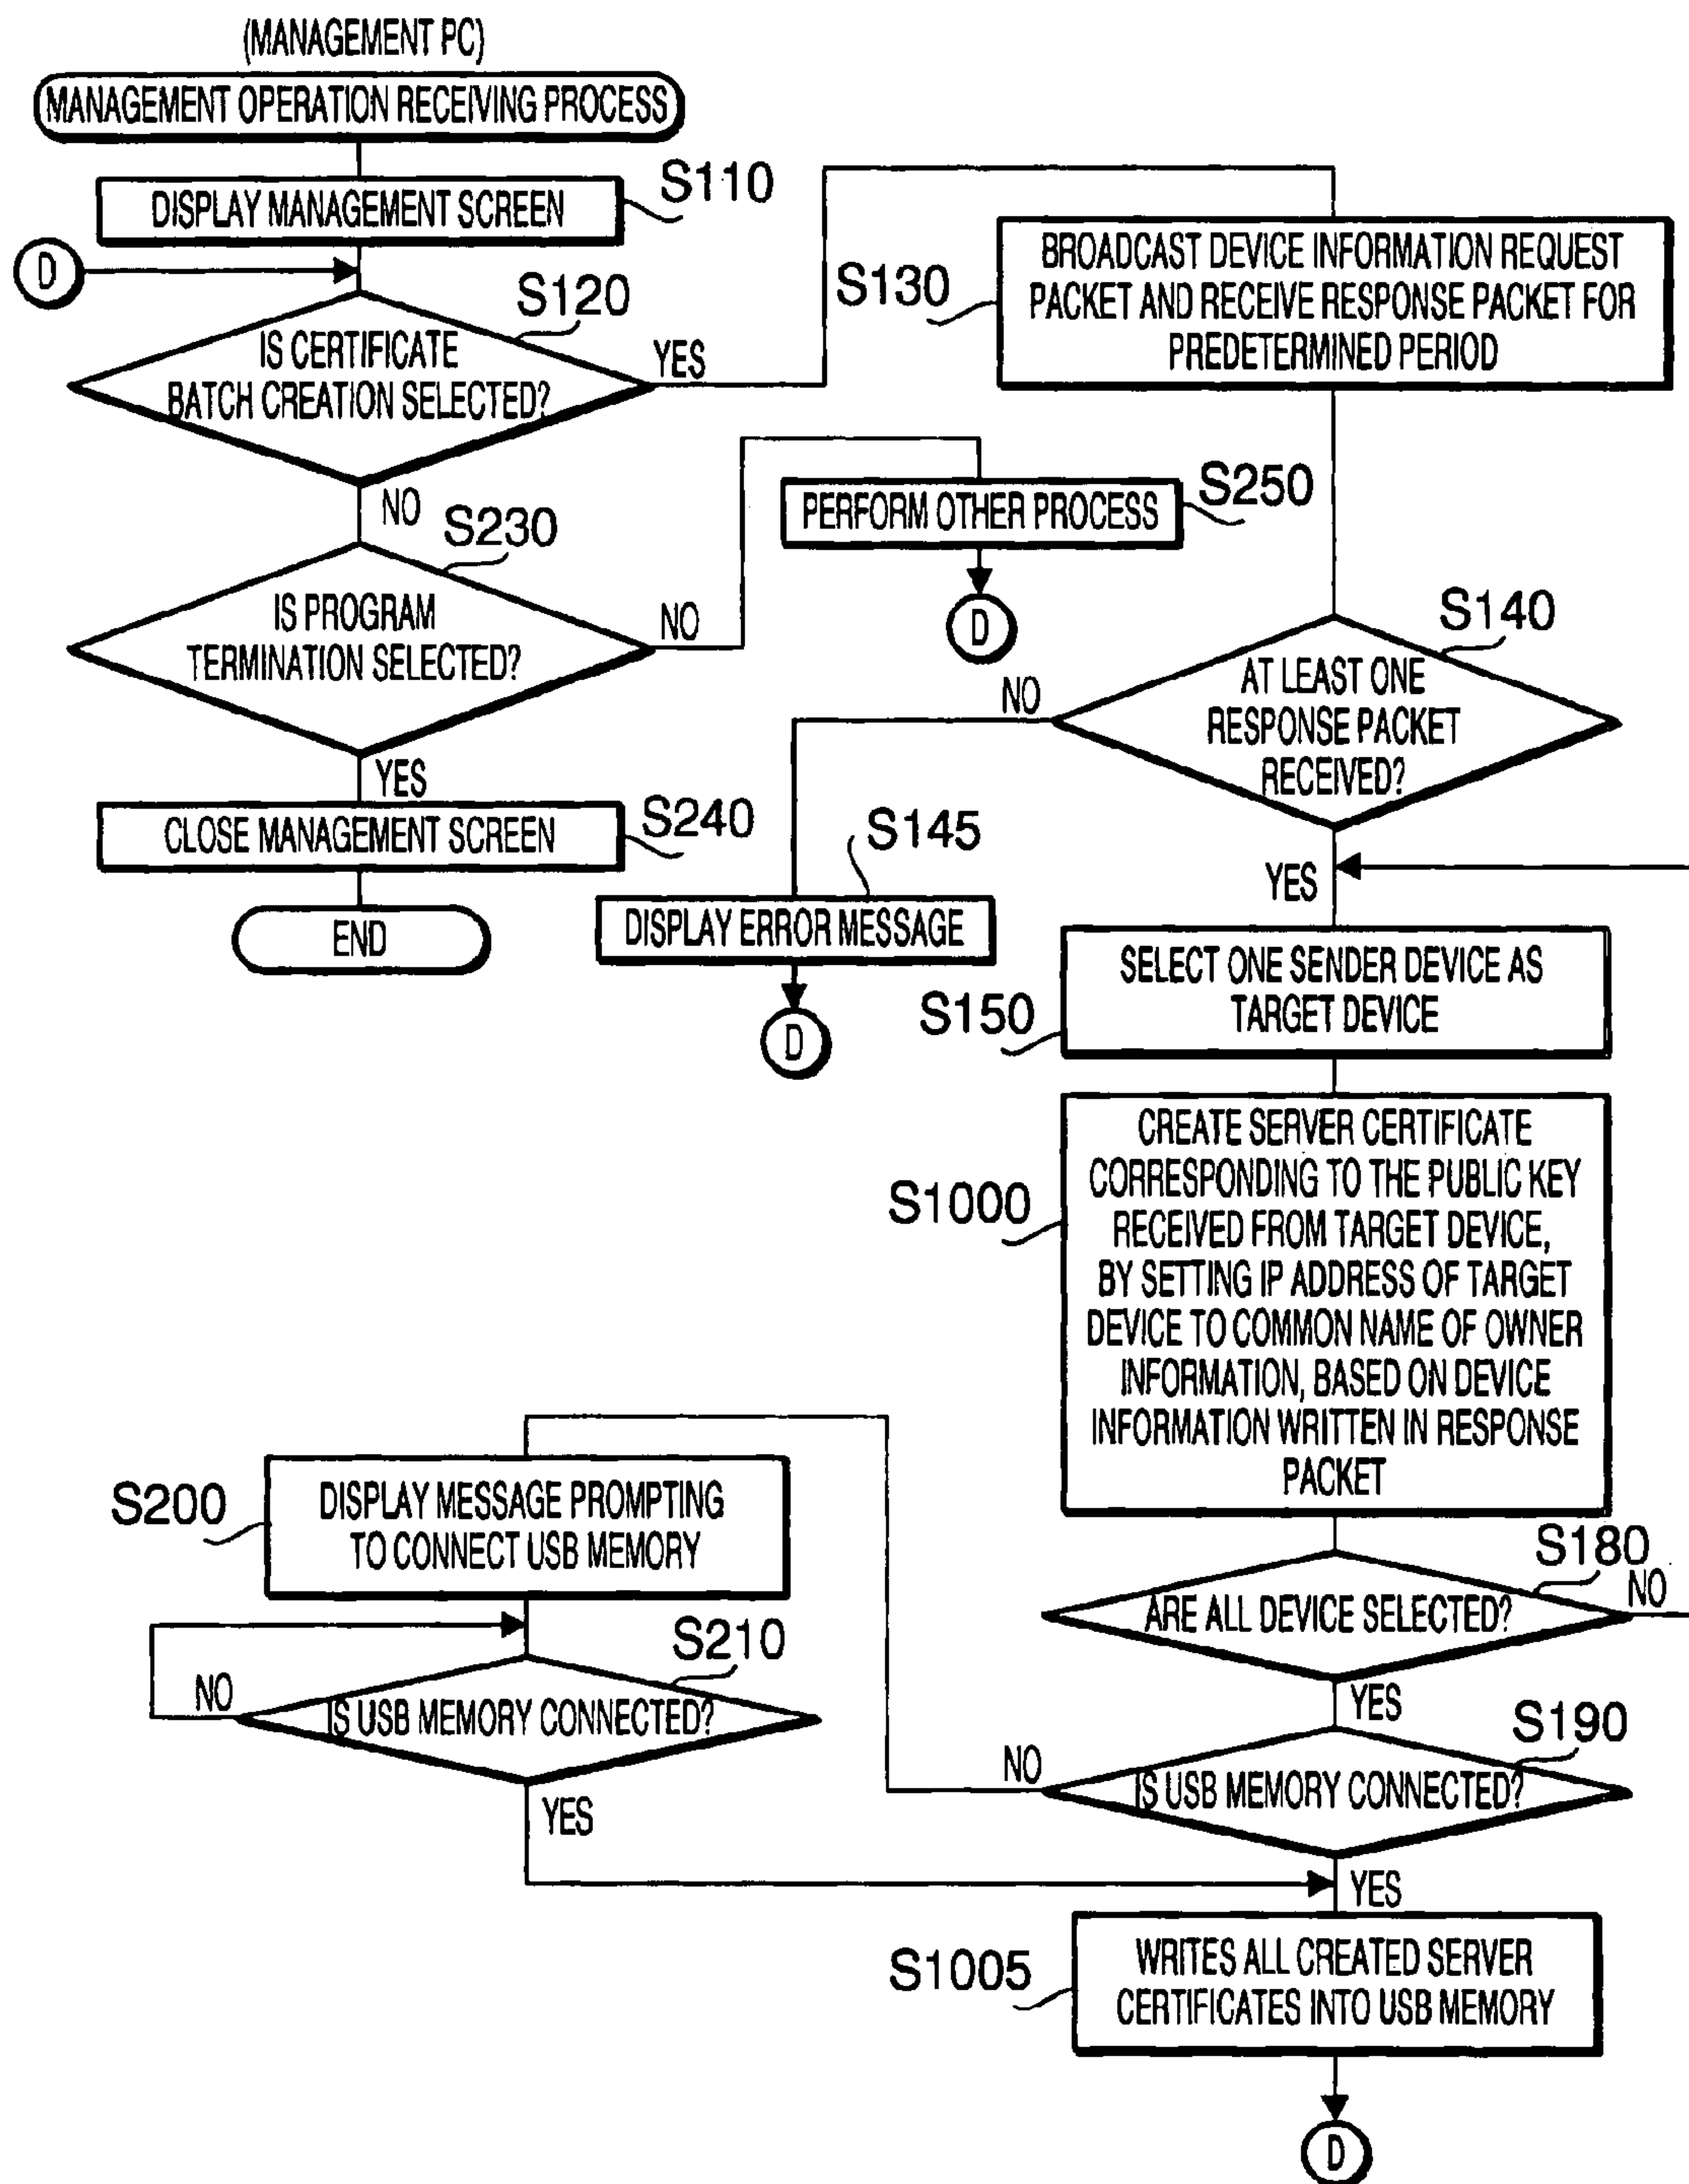 (MANAGEMENT PC)
MANAGEMENT OPERATION RECEIVING PROCESS
DISPLAY MANAGEMENT SCREEN
S110
D
S120
IS CERTIFICATE
BATCH CREATION SELECTED?
YES
NO
S130
BROADCAST DEVICE INFORMATION REQUEST
PACKET AND RECEIVE RESPONSE PACKET FOR
PREDETERMINED PERIOD
S230
IS PROGRAM
TERMINATION SELECTED?
NO
YES
PERFORM OTHER PROCESS
S250
D
CLOSE MANAGEMENT SCREEN
S240
END
S140
AT LEAST ONE
RESPONSE PACKET
RECEIVED?
NO
YES
S145
DISPLAY ERROR MESSAGE
D
SELECT ONE SENDER DEVICE AS
TARGET DEVICE
S150
CREATE SERVER CERTIFICATE
CORRESPONDING TO THE PUBLIC KEY
RECEIVED FROM TARGET DEVICE,
BY SETTING IP ADDRESS OF TARGET
DEVICE TO COMMON NAME OF OWNER
INFORMATION, BASED ON DEVICE
INFORMATION WRITTEN IN RESPONSE
PACKET
S1000
S180
ARE ALL DEVICE SELECTED?
NO
YES
S190
IS USB MEMORY CONNECTED?
NO
YES
S200
DISPLAY MESSAGE PROMPTING
TO CONNECT USB MEMORY
S210
IS USB MEMORY CONNECTED?
NO
YES
S1005
WRITES ALL CREATED SERVER
CERTIFICATES INTO USB MEMORY
D